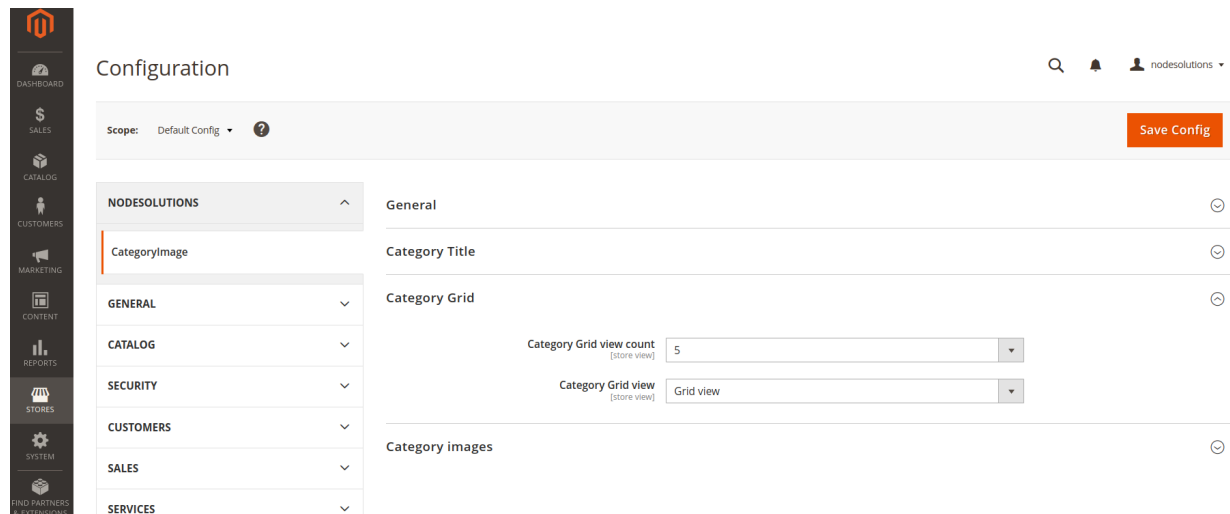 DASHBOARD
SALES
CATALOG
CUSTOMERS
MARKETING
CONTENT
REPORTS
STORES
SYSTEM
FIND PARTNERS
& EXTENSIONS
Configuration
nodesolutions
Scope: Default Config ?
Save Config
NODESOLUTIONS
CategoryImage
GENERAL
CATALOG
SECURITY
CUSTOMERS
SALES
SERVICES
General
Category Title
Category Grid
Category Grid view count 5
[store view]
Category Grid view Grid view
[store view]
Category images